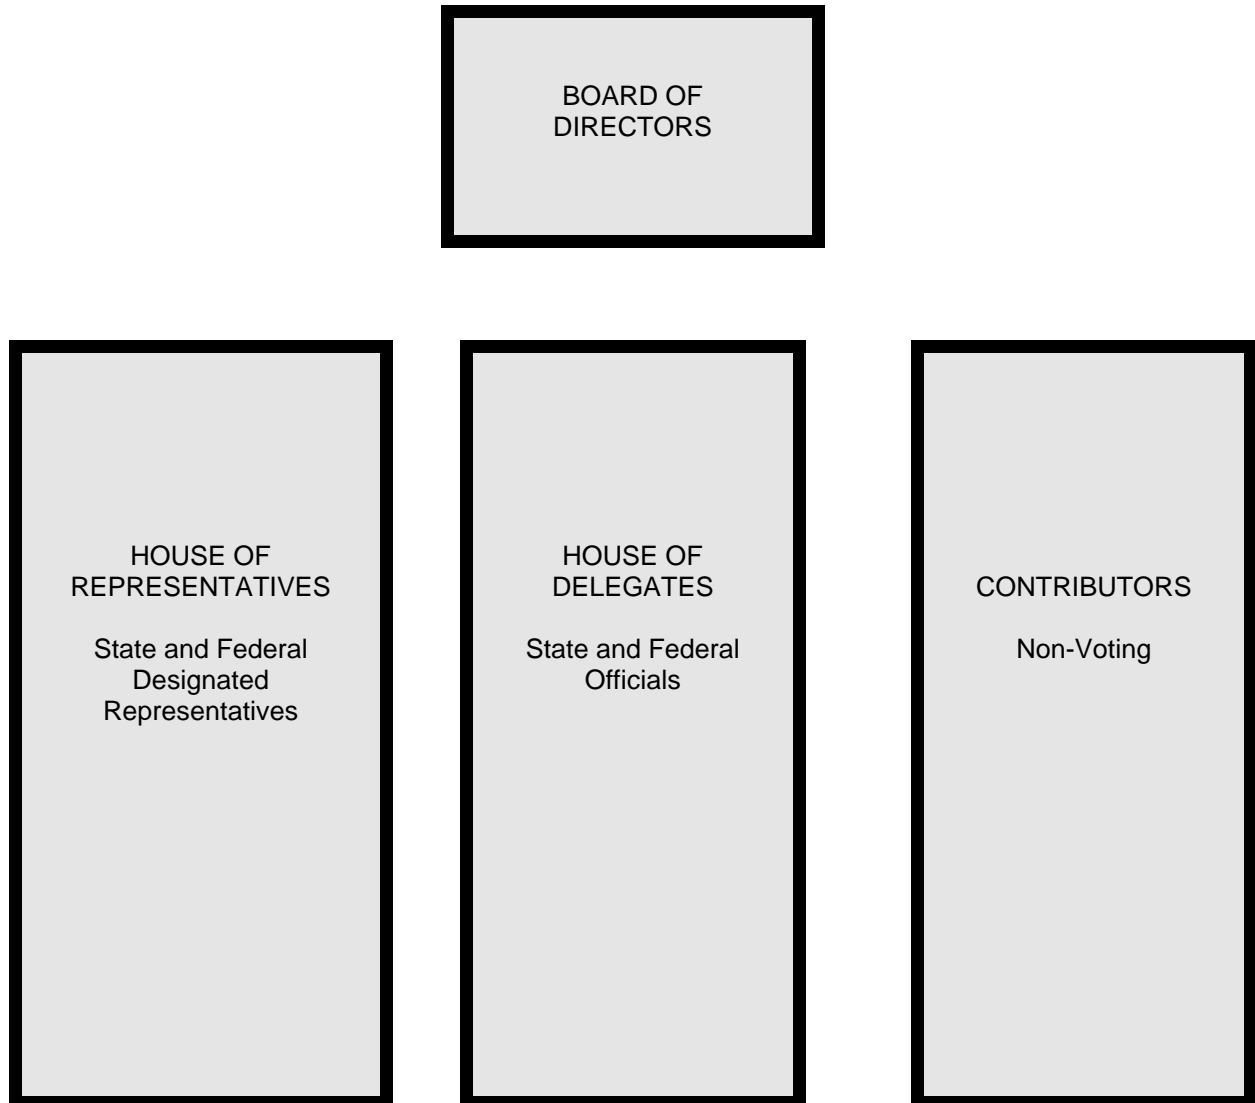 BOARD OF
DIRECTORS
HOUSE OF
REPRESENTATIVES
State and Federal
Designated
Representatives
HOUSE OF
DELEGATES
State and Federal
Officials
CONTRIBUTORS
Non-Voting